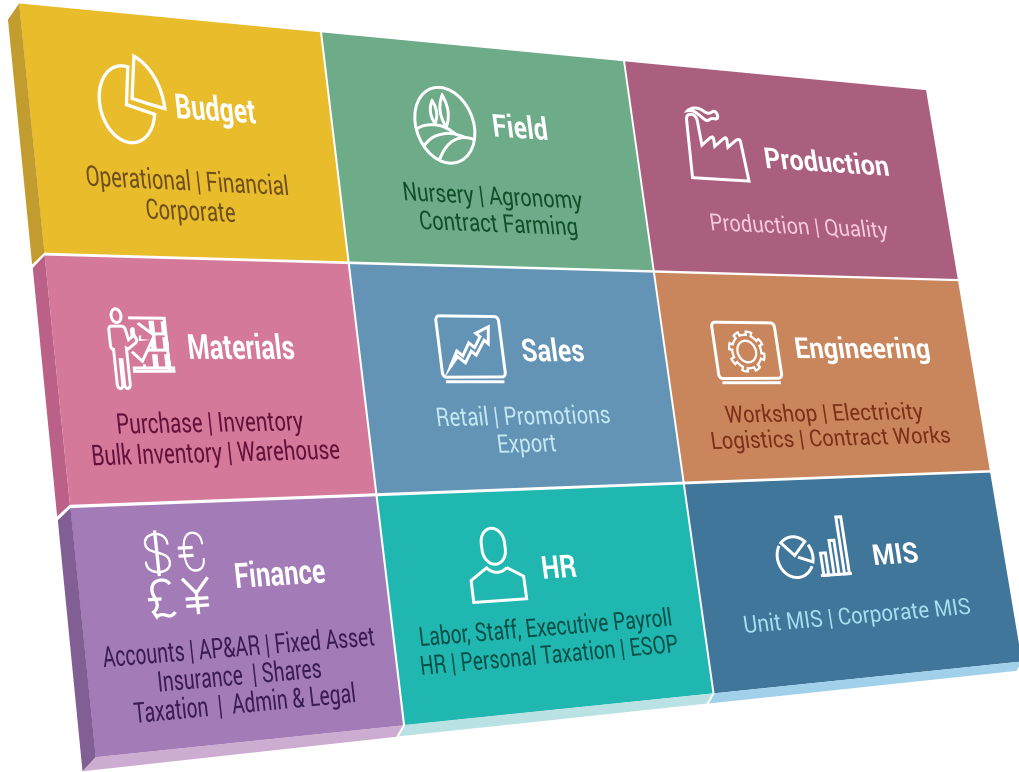 Budget
Operational | Financial
Corporate
Field
Nursery | Agronomy
Contract Farming
Production
Production | Quality
Materials
Purchase | Inventory
Bulk Inventory | Warehouse
Sales
Retail | Promotions
Export
Engineering
Workshop | Electricity
Logistics | Contract Works
$ €
£ ¥
Finance
Accounts | AP&AR | Fixed Asset
Insurance | Shares
Taxation | Admin & Legal
HR
Labor, Staff, Executive Payroll
HR | Personal Taxation | ESOP
MIS
Unit MIS | Corporate MIS